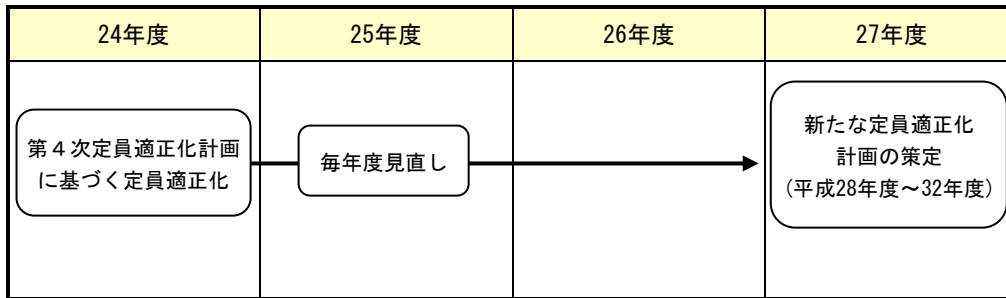 24年度
25年度
26年度
27年度
第4次定員適正化計画
に基づく定員適正化
毎年度見直し
新たな定員適正化
計画の策定
(平成28年度～32年度)